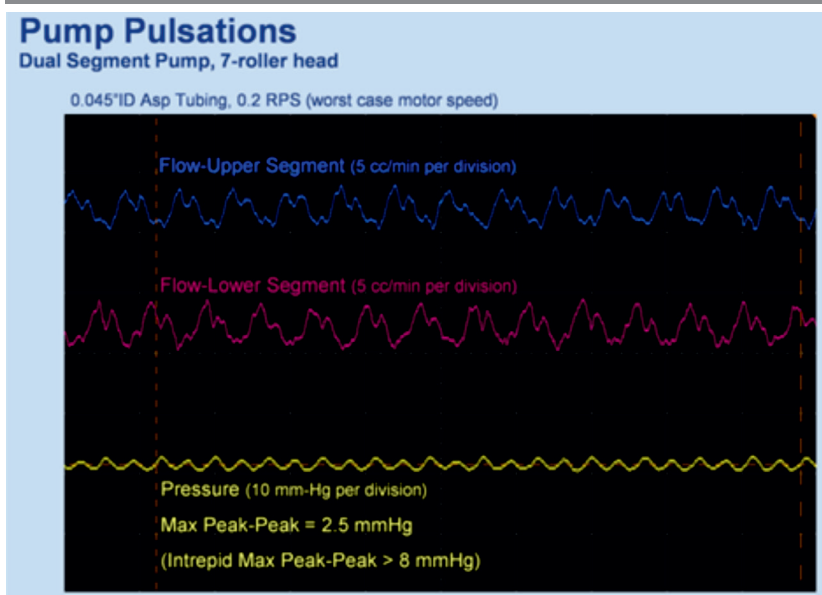 Pump Pulsations
Dual Segment Pump, 7-roller head
0.045"ID Asp Tubing, 0.2 RPS (worst case motor speed)
Flow-Upper Segment (5 cc/min per division)
Flow-Lower Segment (5 cc/min per division)
Pressure (10 mm-Hg per division)
Max Peak-Peak = 2.5 mmHg
(Intrepid Max Peak-Peak > 8 mmHg)